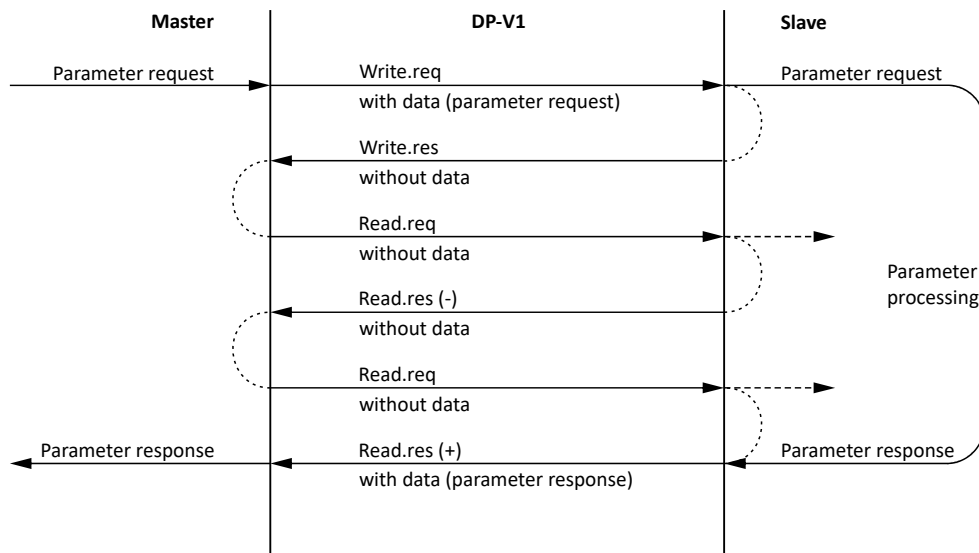 Master DP-V1 Slave
Parameter request Write.req Parameter request
with data (parameter request)
Write.res
without data
Read.req
without data
Parameter
processing
Read.res (-)
without data
Read.req
without data
Parameter response Read.res (+) Parameter response
with data (parameter response)